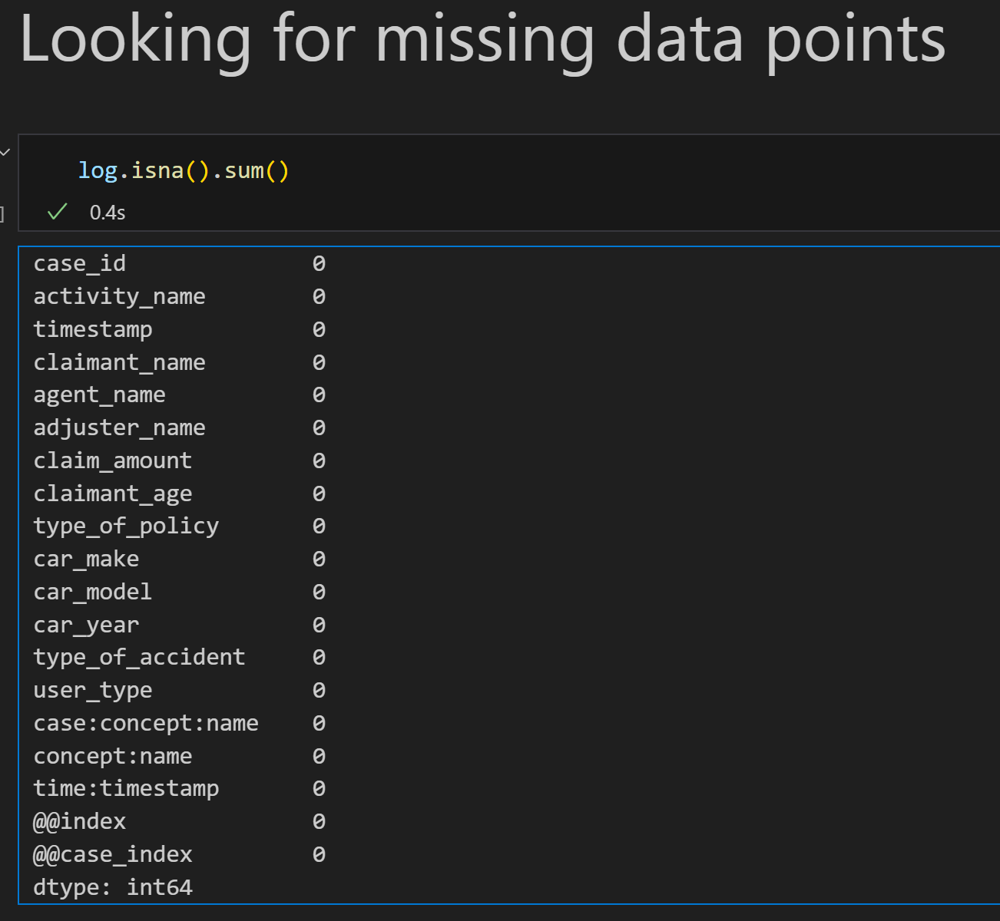 Looking for missing data points
log.isna().sum()
0.4s
case_id 0
activity_name 0
timestamp 0
claimant_name 0
agent_name 0
adjuster_name 0
claim_amount 0
claimant_age 0
type_of_policy 0
car_make 0
car_model 0
car_year 0
type_of_accident 0
user_type 0
case:concept:name 0
concept:name 0
time:timestamp 0
@@index 0
@@case_index 0
dtype: int64